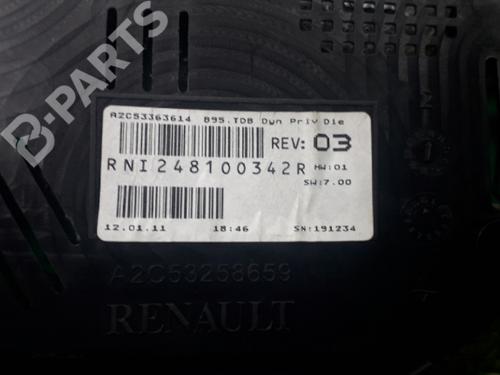 B-PARTS
A2C53363614 B95.TDB Dyn Priv Die
REV: 03
RNI248100342R
HW:01
SW:7.00
12.01.11 18:46 SN:191234
A2C53258659
RENAULT